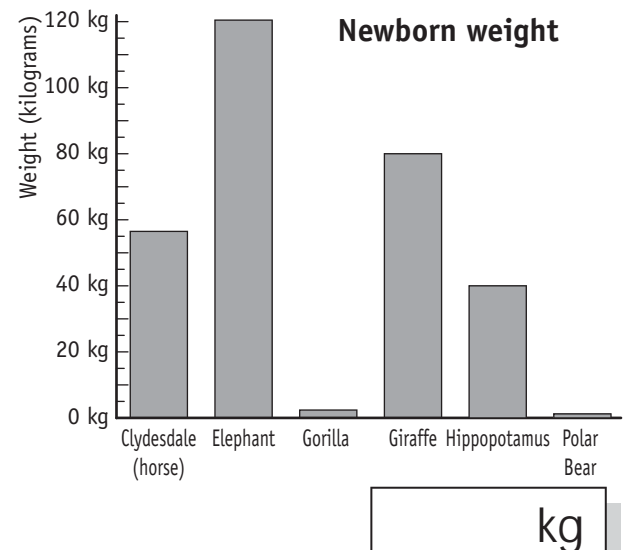 Newborn weight
Weight (kilograms)
120 kg
100 kg
80 kg
60 kg
40 kg
20 kg
0 kg
Clydesdale (horse)
Elephant
Gorilla
Giraffe
Hippopotamus
Polar Bear
kg